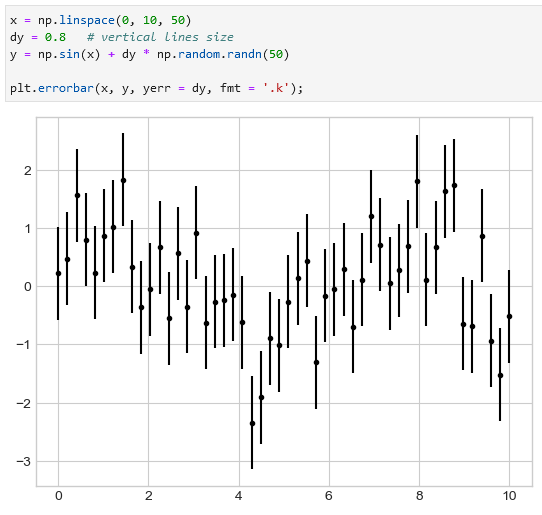 x = np.linspace(0, 10, 50)
dy = 0.8   # vertical lines size
y = np.sin(x) + dy * np.random.randn(50)
plt.errorbar(x, y, yerr = dy, fmt = '.k');
2
1
0
−1
−2
−3
0 2 4 6 8 10